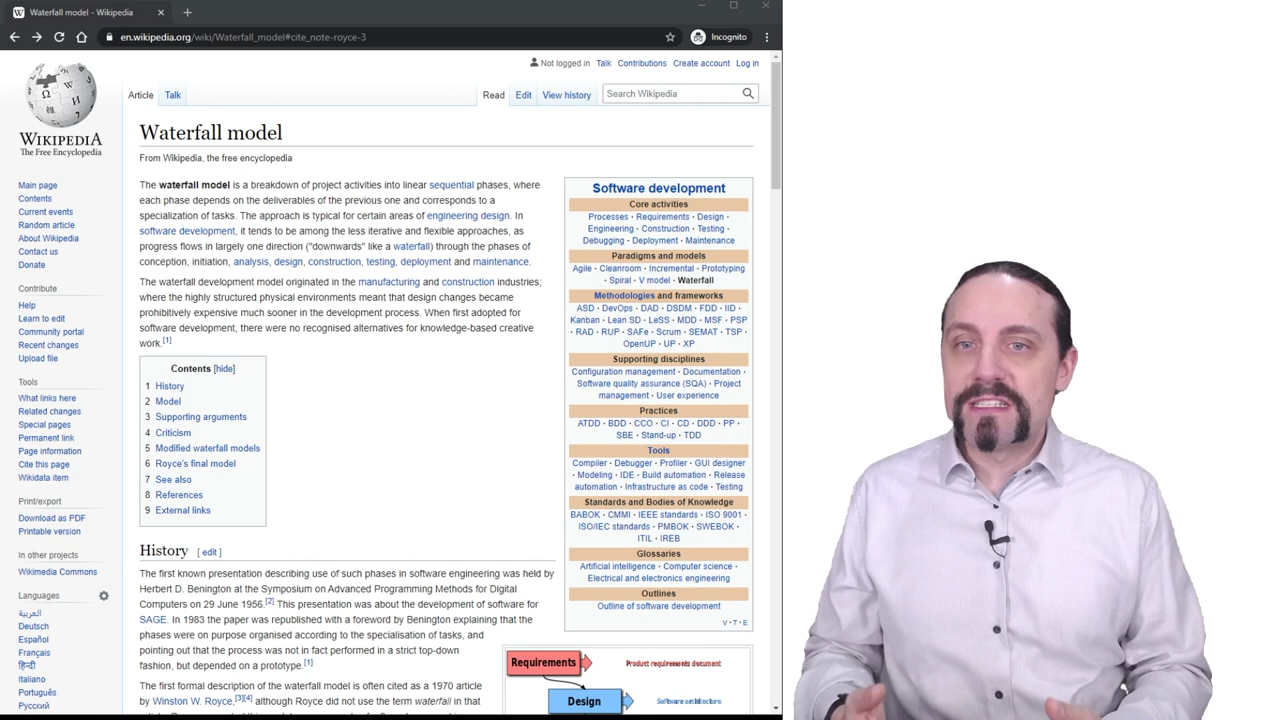 Waterfall model - Wikipedia
en.wikipedia.org/wiki/Waterfall_model#cite_note-royce-3
Incognito
Not logged in Talk Contributions Create account Log in
Article Talk
Read Edit View history Search Wikipedia
WIKIPEDIA
The Free Encyclopedia
Main page
Contents
Current events
Random article
About Wikipedia
Contact us
Donate
Contribute
Help
Learn to edit
Community portal
Recent changes
Upload file
Tools
What links here
Related changes
Special pages
Permanent link
Page information
Cite this page
Wikidata item
Print/export
Download as PDF
Printable version
In other projects
Wikimedia Commons
Languages
العربية
Deutsch
Español
Français
हिन्दी
Italiano
Português
Русский
Waterfall model
From Wikipedia, the free encyclopedia
The waterfall model is a breakdown of project activities into linear sequential phases, where
each phase depends on the deliverables of the previous one and corresponds to a
specialization of tasks. The approach is typical for certain areas of engineering design. In
software development, it tends to be among the less iterative and flexible approaches, as
progress flows in largely one direction ("downwards" like a waterfall) through the phases of
conception, initiation, analysis, design, construction, testing, deployment and maintenance.
The waterfall development model originated in the manufacturing and construction industries;
where the highly structured physical environments meant that design changes became
prohibitively expensive much sooner in the development process. When first adopted for
software development, there were no recognised alternatives for knowledge-based creative
work.[1]
Contents [hide]
1 History
2 Model
3 Supporting arguments
4 Criticism
5 Modified waterfall models
6 Royce's final model
7 See also
8 References
9 External links
History [ edit ]
The first known presentation describing use of such phases in software engineering was held by
Herbert D. Benington at the Symposium on Advanced Programming Methods for Digital
Computers on 29 June 1956.[2] This presentation was about the development of software for
SAGE. In 1983 the paper was republished with a foreword by Benington explaining that the
phases were on purpose organised according to the specialisation of tasks, and
pointing out that the process was not in fact performed in a strict top-down
fashion, but depended on a prototype.[1]
The first formal description of the waterfall model is often cited as a 1970 article
by Winston W. Royce,[3][4] although Royce did not use the term waterfall in that
Software development
Core activities
Processes · Requirements · Design ·
Engineering · Construction · Testing ·
Debugging · Deployment · Maintenance
Paradigms and models
Agile · Cleanroom · Incremental · Prototyping
· Spiral · V model · Waterfall
Methodologies and frameworks
ASD · DevOps · DAD · DSDM · FDD · IID ·
Kanban · Lean SD · LeSS · MDD · MSF · PSP
· RAD · RUP · SAFe · Scrum · SEMAT · TSP ·
OpenUP · UP · XP
Supporting disciplines
Configuration management · Documentation ·
Software quality assurance (SQA) · Project
management · User experience
Practices
ATDD · BDD · CCO · CI · CD · DDD · PP ·
SBE · Stand-up · TDD
Tools
Compiler · Debugger · Profiler · GUI designer
· Modeling · IDE · Build automation · Release
automation · Infrastructure as code · Testing
Standards and Bodies of Knowledge
BABOK · CMMI · IEEE standards · ISO 9001 ·
ISO/IEC standards · PMBOK · SWEBOK ·
ITIL · IREB
Glossaries
Artificial intelligence · Computer science ·
Electrical and electronics engineering
Outlines
Outline of software development
V · T · E
Requirements Product requirements document
Design Software architecture